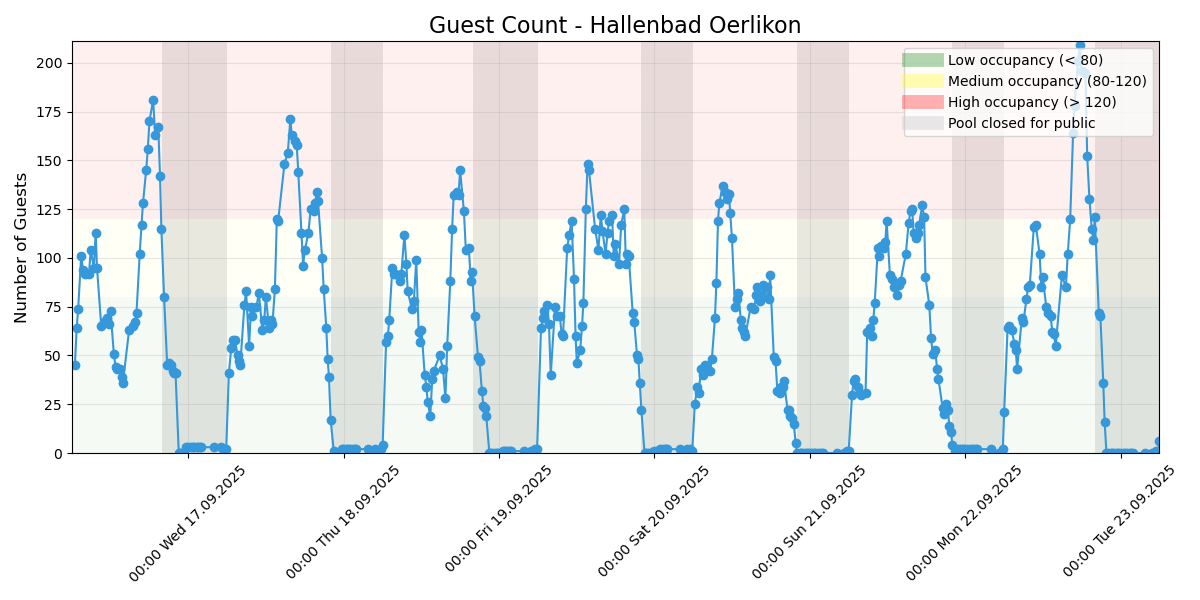 Guest Count - Hallenbad Oerlikon
Number of Guests
200
175
150
125
100
75
50
25
0
Low occupancy (< 80)
Medium occupancy (80-120)
High occupancy (> 120)
Pool closed for public
00:00 Wed 17.09.2025
00:00 Thu 18.09.2025
00:00 Fri 19.09.2025
00:00 Sat 20.09.2025
00:00 Sun 21.09.2025
00:00 Mon 22.09.2025
00:00 Tue 23.09.2025